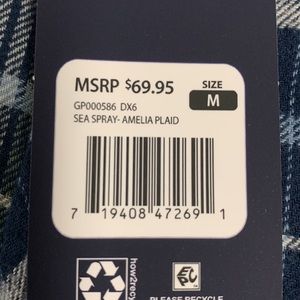 MSRP $69.95
SIZE
M
GP000586 DX6
SEA SPRAY- AMELIA PLAID
7 19408 47269 1
how2recycle
PLEASE RECYCLE